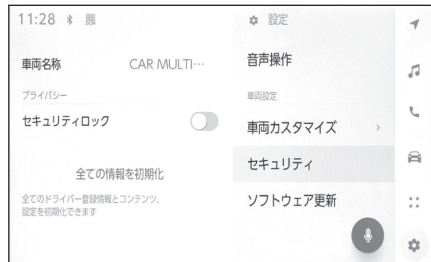 11:28
車両名称 CAR MULTI…
プライバシー
セキュリティロック
全ての情報を初期化
全てのドライバー登録情報とコンテンツ、
設定を初期化できます
設定
音声操作
車両設定
車両カスタマイズ
セキュリティ
ソフトウェア更新